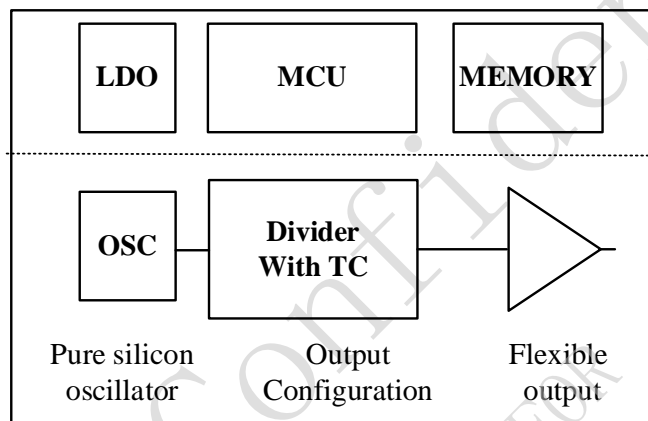 LDO
MCU
MEMORY
OSC
Divider
With TC
Pure silicon
oscillator
Output
Configuration
Flexible
output